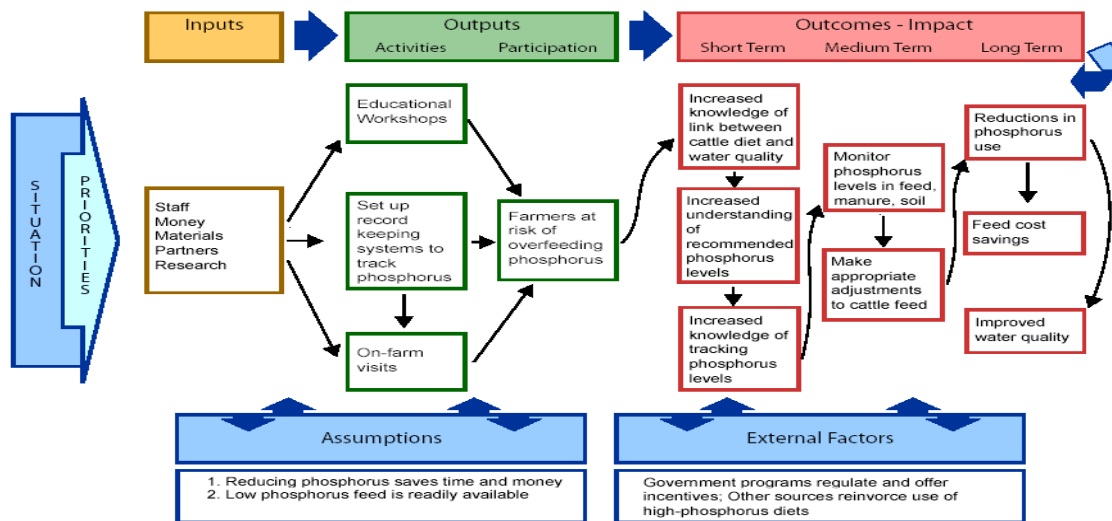 Inputs
Outputs
Activities
Participation
Outcomes - Impact
Short Term
Medium Term
Long Term
SITUATION
PRIORITIES
Staff
Money
Materials
Partners
Research
Educational
Workshops
Set up
record
keeping
systems to
track
phosphorus
On-farm
visits
Farmers at
risk of
overfeeding
phosphorus
Increased
knowledge of
link between
cattle diet and
water quality
Increased
understanding
of
recommended
phosphorus
levels
Increased
knowledge of
tracking
phosphorus
levels
Monitor
phosphorus
levels in feed,
manure, soil
Make
appropriate
adjustments
to cattle feed
Reductions in
phosphorus
use
Feed cost
savings
Improved
water quality
Assumptions
1. Reducing phosphorus saves time and money
2. Low phosphorus feed is readily available
External Factors
Government programs regulate and offer
incentives; Other sources reinvorce use of
high-phosphorus diets